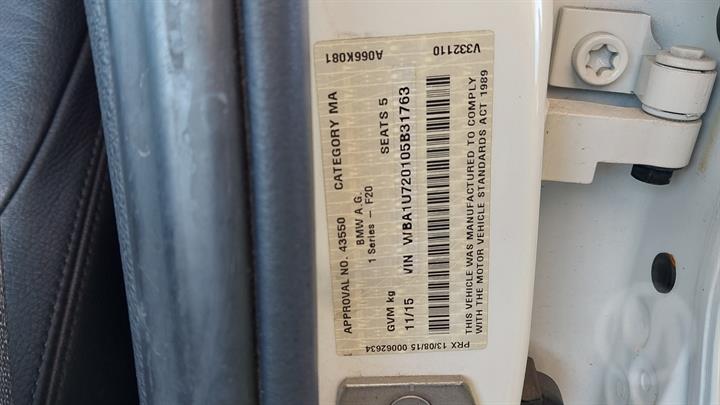 A066K081 V332110
APPROVAL NO. 43550 CATEGORY MA
BMW A.G.
1 Series – F20
GVM kg SEATS 5
11/15 VIN WBA1U720105B31763
THIS VEHICLE WAS MANUFACTURED TO COMPLY
WITH THE MOTOR VEHICLE STANDARDS ACT 1989
PRX 13/08/15 00062634